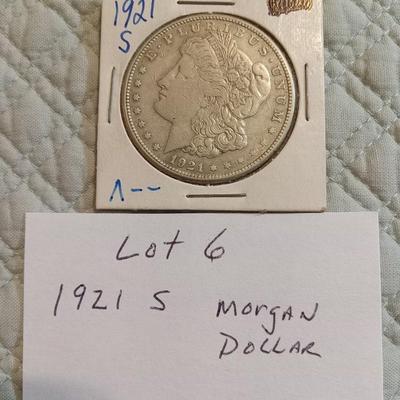 1921
S
E·PLURIBUS·UNUM
1921
Lot 6
1921 S MORGAN
DOLLAR